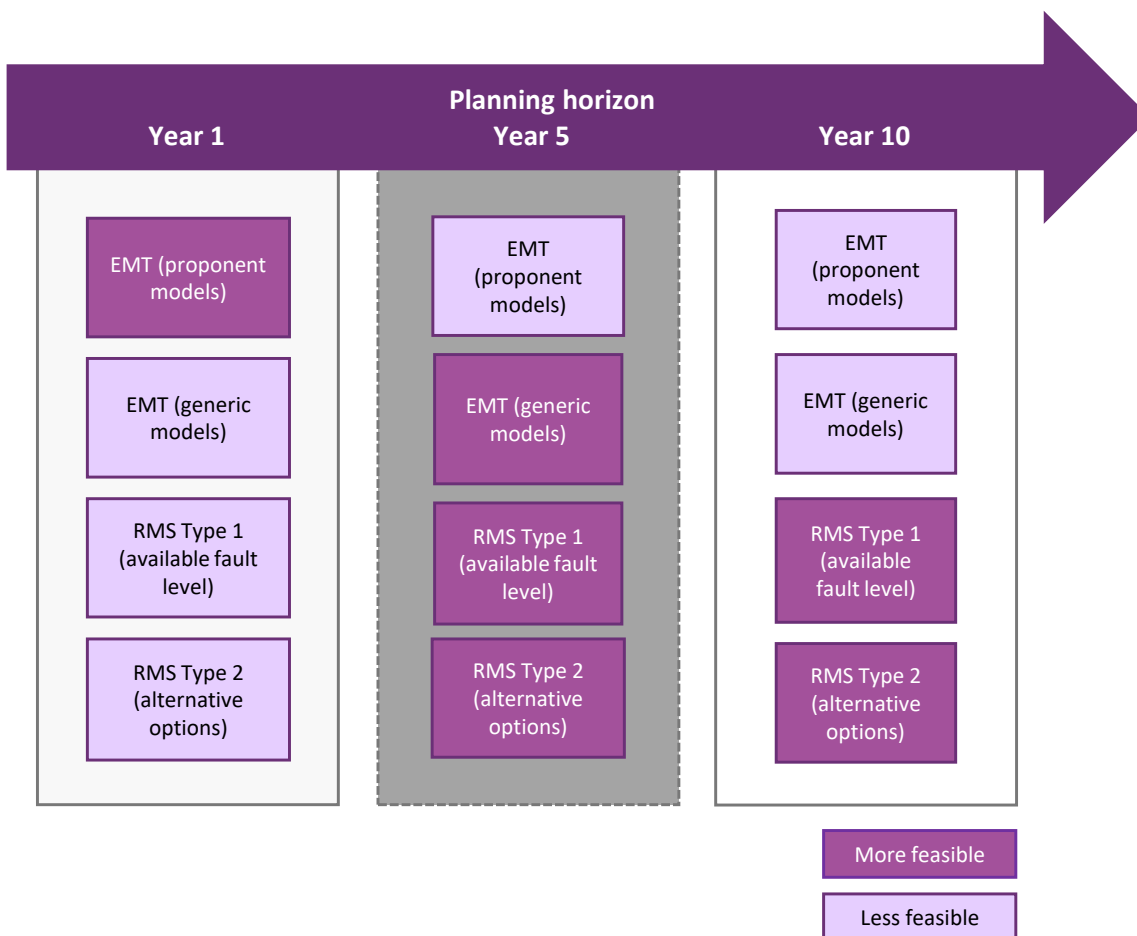 Planning horizon
Year 1
Year 5
Year 10
EMT (proponent
models)
EMT (generic
models)
RMS Type 1
(available fault
level)
RMS Type 2
(alternative
options)
EMT
(proponent
models)
EMT (generic
models)
RMS Type 1
(available fault
level)
RMS Type 2
(alternative
options)
EMT
(proponent
models)
EMT (generic
models)
RMS Type 1
(available
fault level)
RMS Type 2
(alternative
options)
More feasible
Less feasible